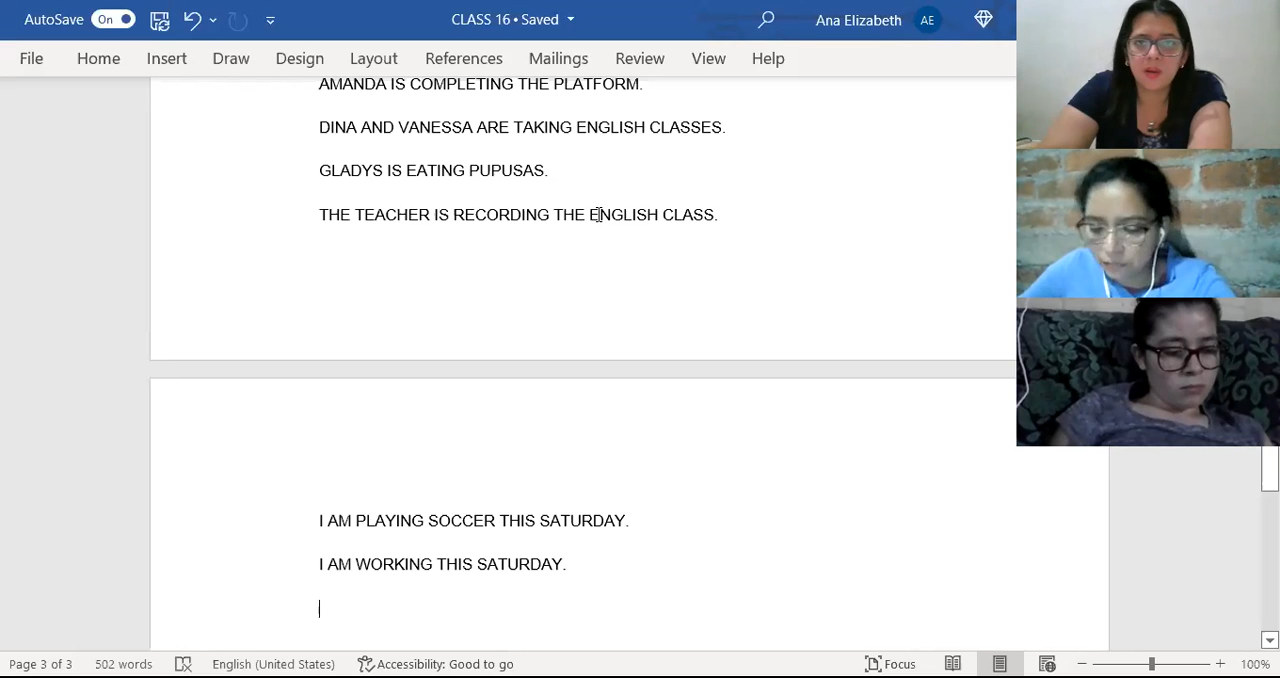 AutoSave On CLASS 16 • Saved Ana Elizabeth AE
File Home Insert Draw Design Layout References Mailings Review View Help
AMANDA IS COMPLETING THE PLATFORM.
DINA AND VANESSA ARE TAKING ENGLISH CLASSES.
GLADYS IS EATING PUPUSAS.
THE TEACHER IS RECORDING THE ENGLISH CLASS.
I AM PLAYING SOCCER THIS SATURDAY.
I AM WORKING THIS SATURDAY.
Page 3 of 3 502 words English (United States) Accessibility: Good to go Focus 100%